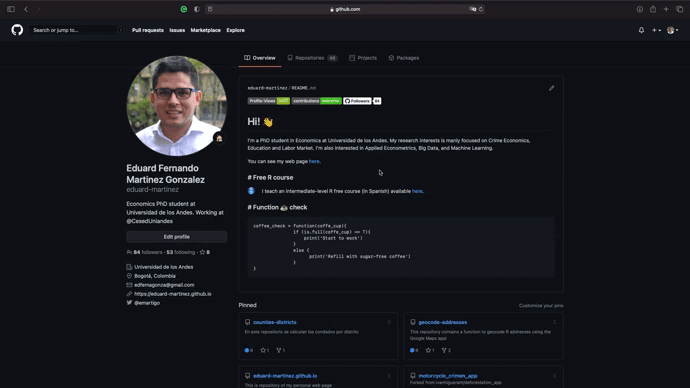 github.com
Search or jump to...
/
Pull requests Issues Marketplace Explore
Overview Repositories Projects Packages
eduard-martinez/README.md
Profile-Views contributions welcome Followers 84
Hi! 👋
I'm a PhD student in Economics at Universidad de los Andes. My research interests is manly focused on Crime Economics,
Education and Labor Market. I'm also interested in Applied Econometrics, Big Data, and Machine Learning.
You can see my web page here.
# Free R course
I teach an intermediate-level R free course (in Spanish) available here.
# Function ☕ check
coffee_check = function(coffe_cup){
if (is.full(coffe_cup) == T){
print('Start to work')
}
else {
print('Refill with sugar-free coffee')
}
}
Eduard Fernando
Martinez Gonzalez
eduard-martinez
Economics PhD student at
Universidad de los Andes. Working at
@CesedUniandes
Edit profile
84 followers · 53 following · 8
Universidad de los Andes
Bogotá, Colombia
edfemagonza@gmail.com
https://eduard-martinez.github.io
@emartigo
Pinned
Customize your pins
counties-districts
En este repositorio se calculan los condados por distrito
R 1 1
geocode-addresses
This repository contains a function to geocode R addresses using the
Google Maps api
R 1 2
eduard-martinez.github.io
This is repository of my personal web page
motorcycle_crimen_app
Forked from ivanmiguelam/deforestation_app